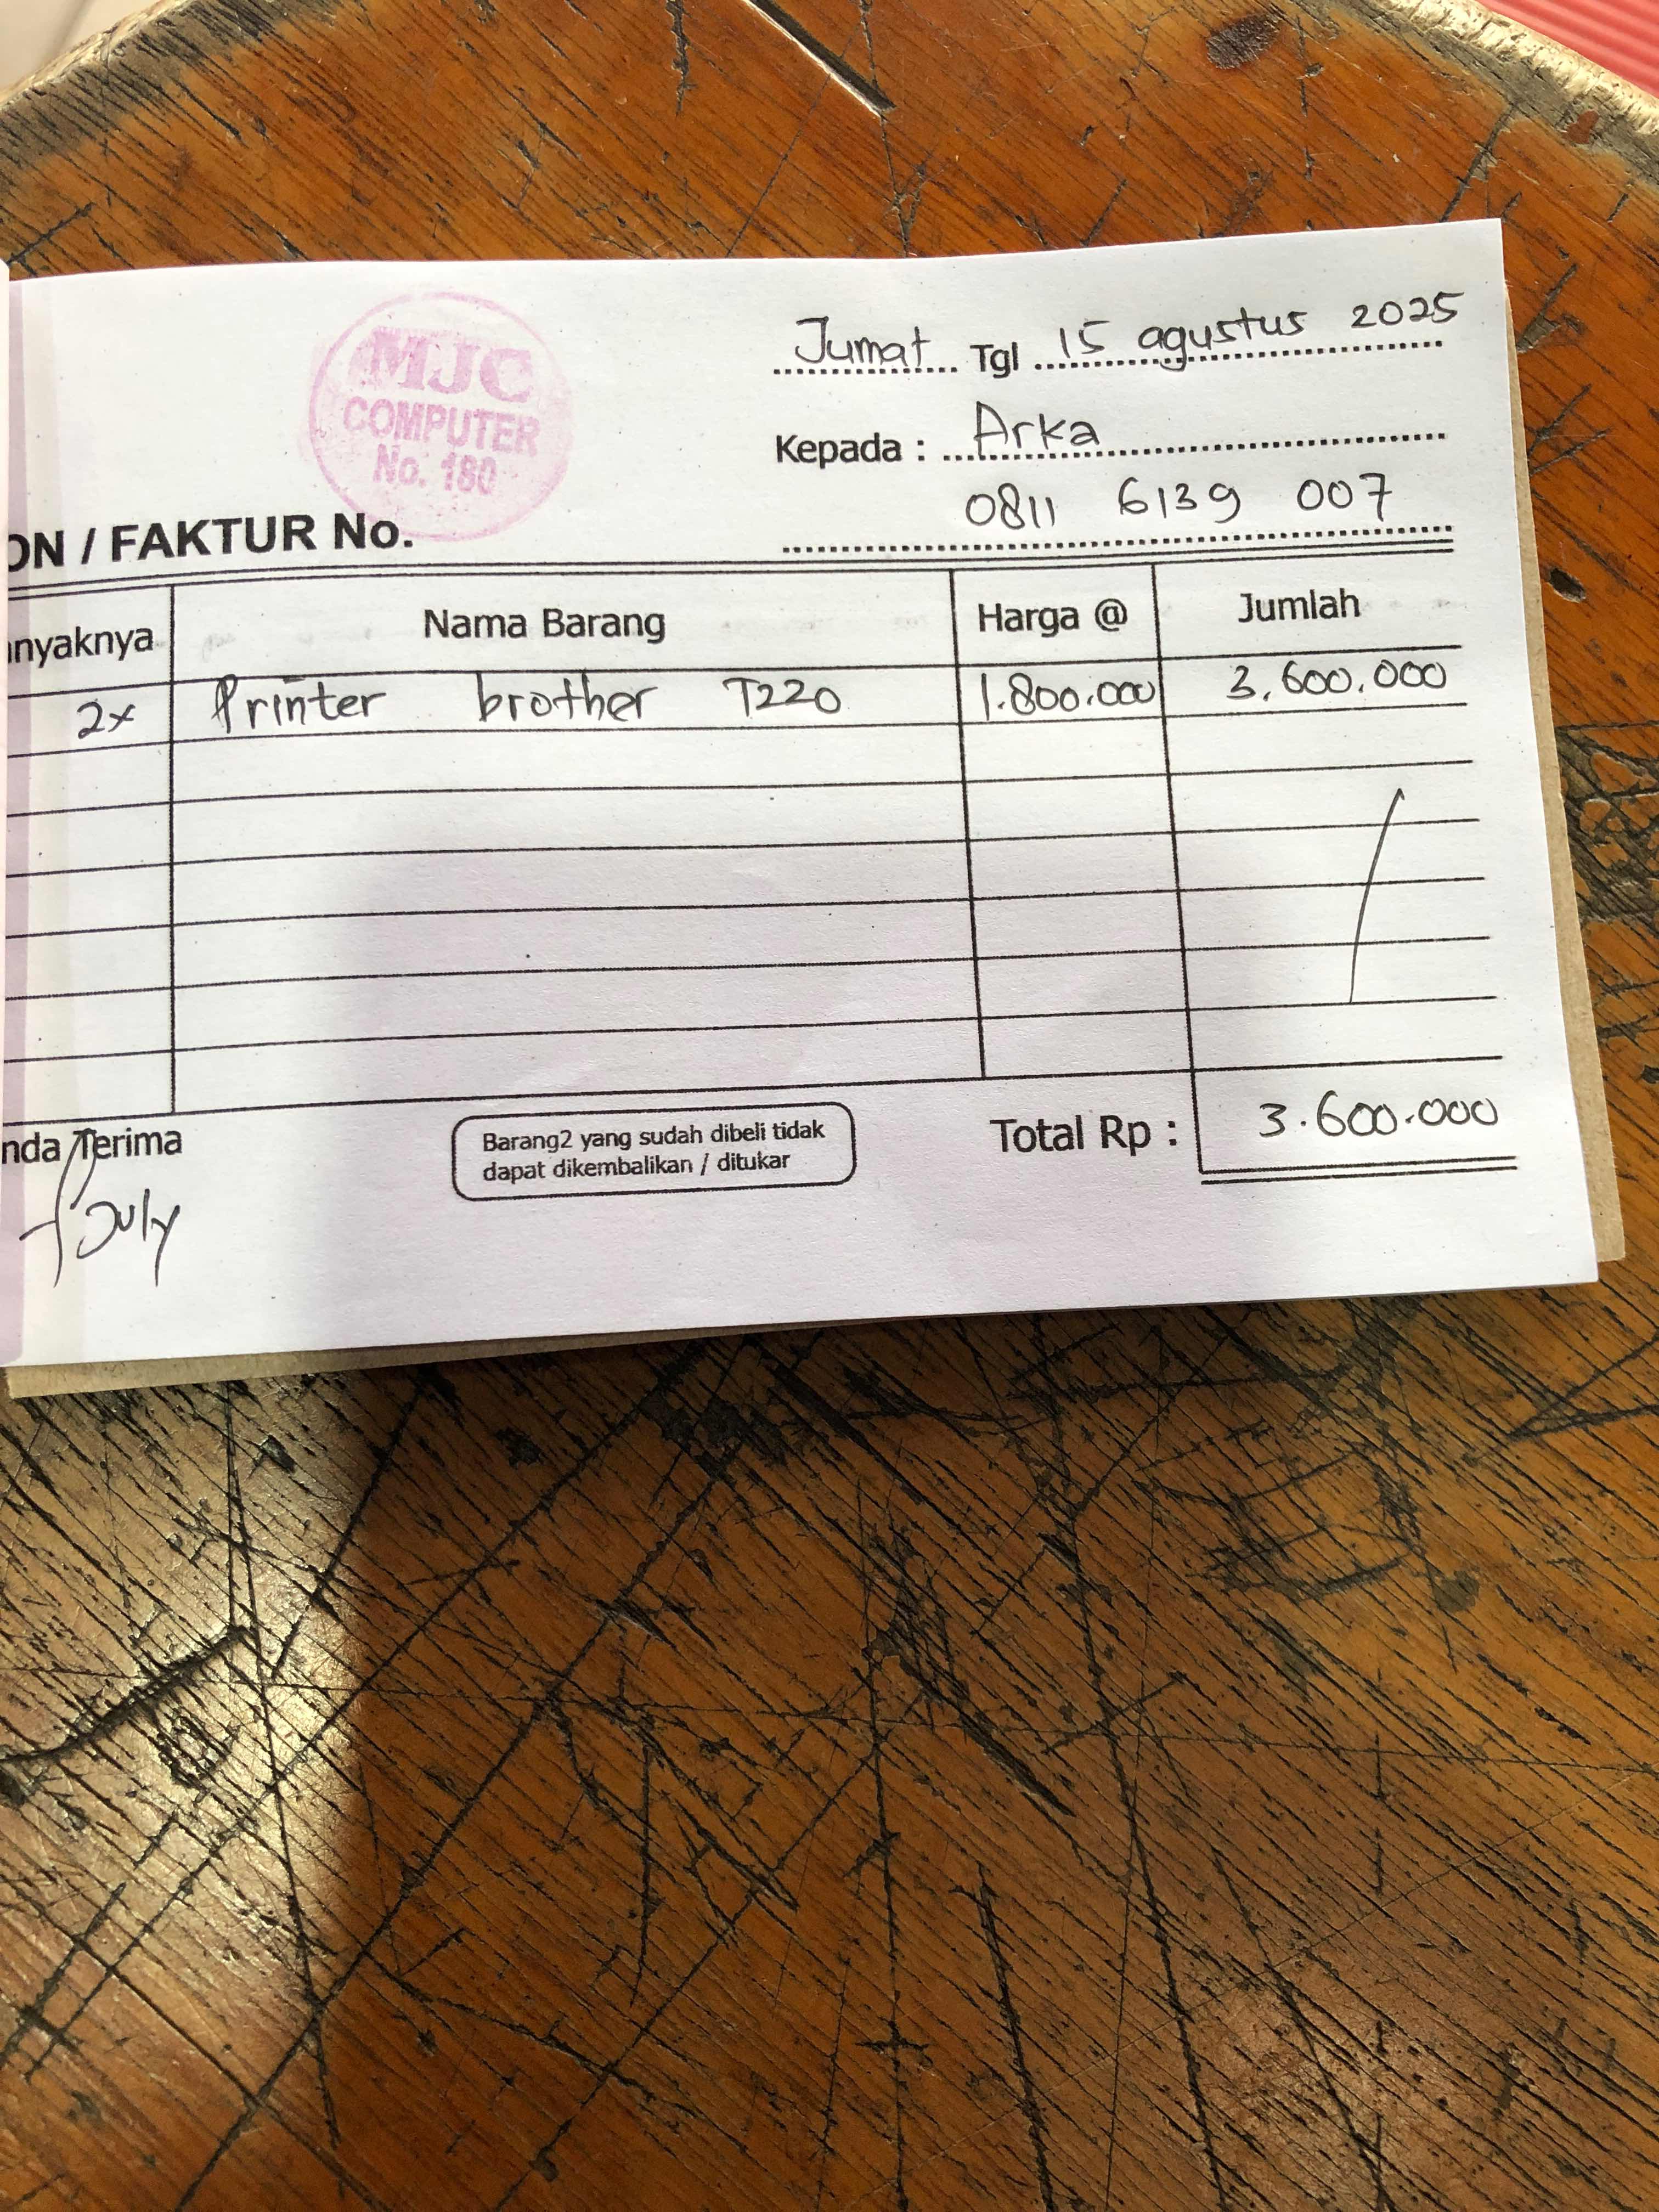 MJC
COMPUTER
No. 180
Jumat Tgl 15 agustus 2025
Kepada : Arka
0811 6139 007
ON / FAKTUR No.
anyaknya Nama Barang Harga @ Jumlah
2x Printer brother T220 1.800.000 3.600.000
nda Terima
July
Barang2 yang sudah dibeli tidak
dapat dikembalikan / ditukar
Total Rp : 3.600.000